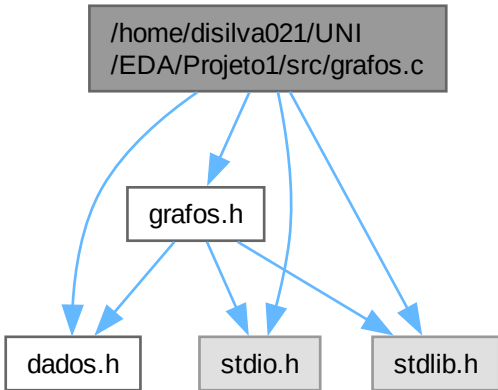 /home/disilva021/UNI
/EDA/Projeto1/src/grafos.c
grafos.h
dados.h
stdio.h
stdlib.h